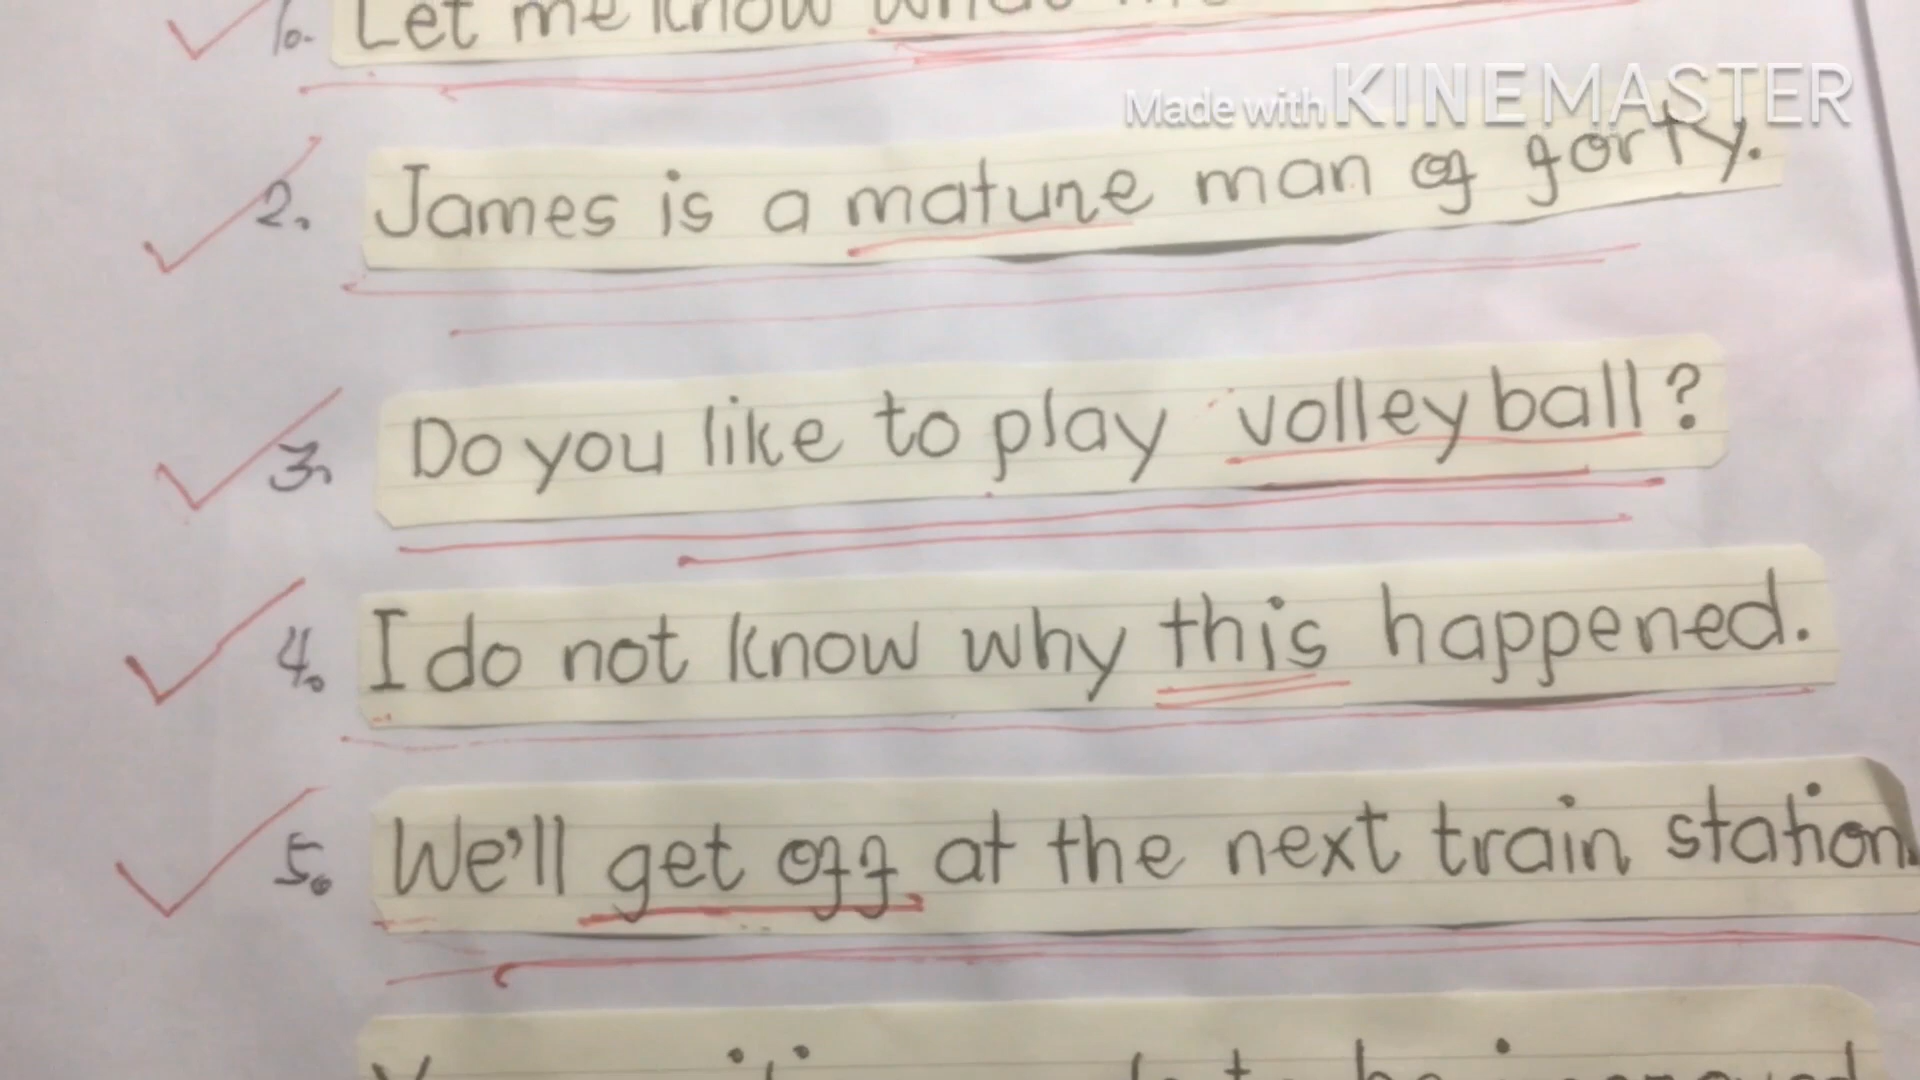 1. Let me know
Made with KINEMASTER
2. James is a mature man of forty.
3. Do you like to play volleyball?
4. I do not know why this happened.
5. We'll get off at the next train station.